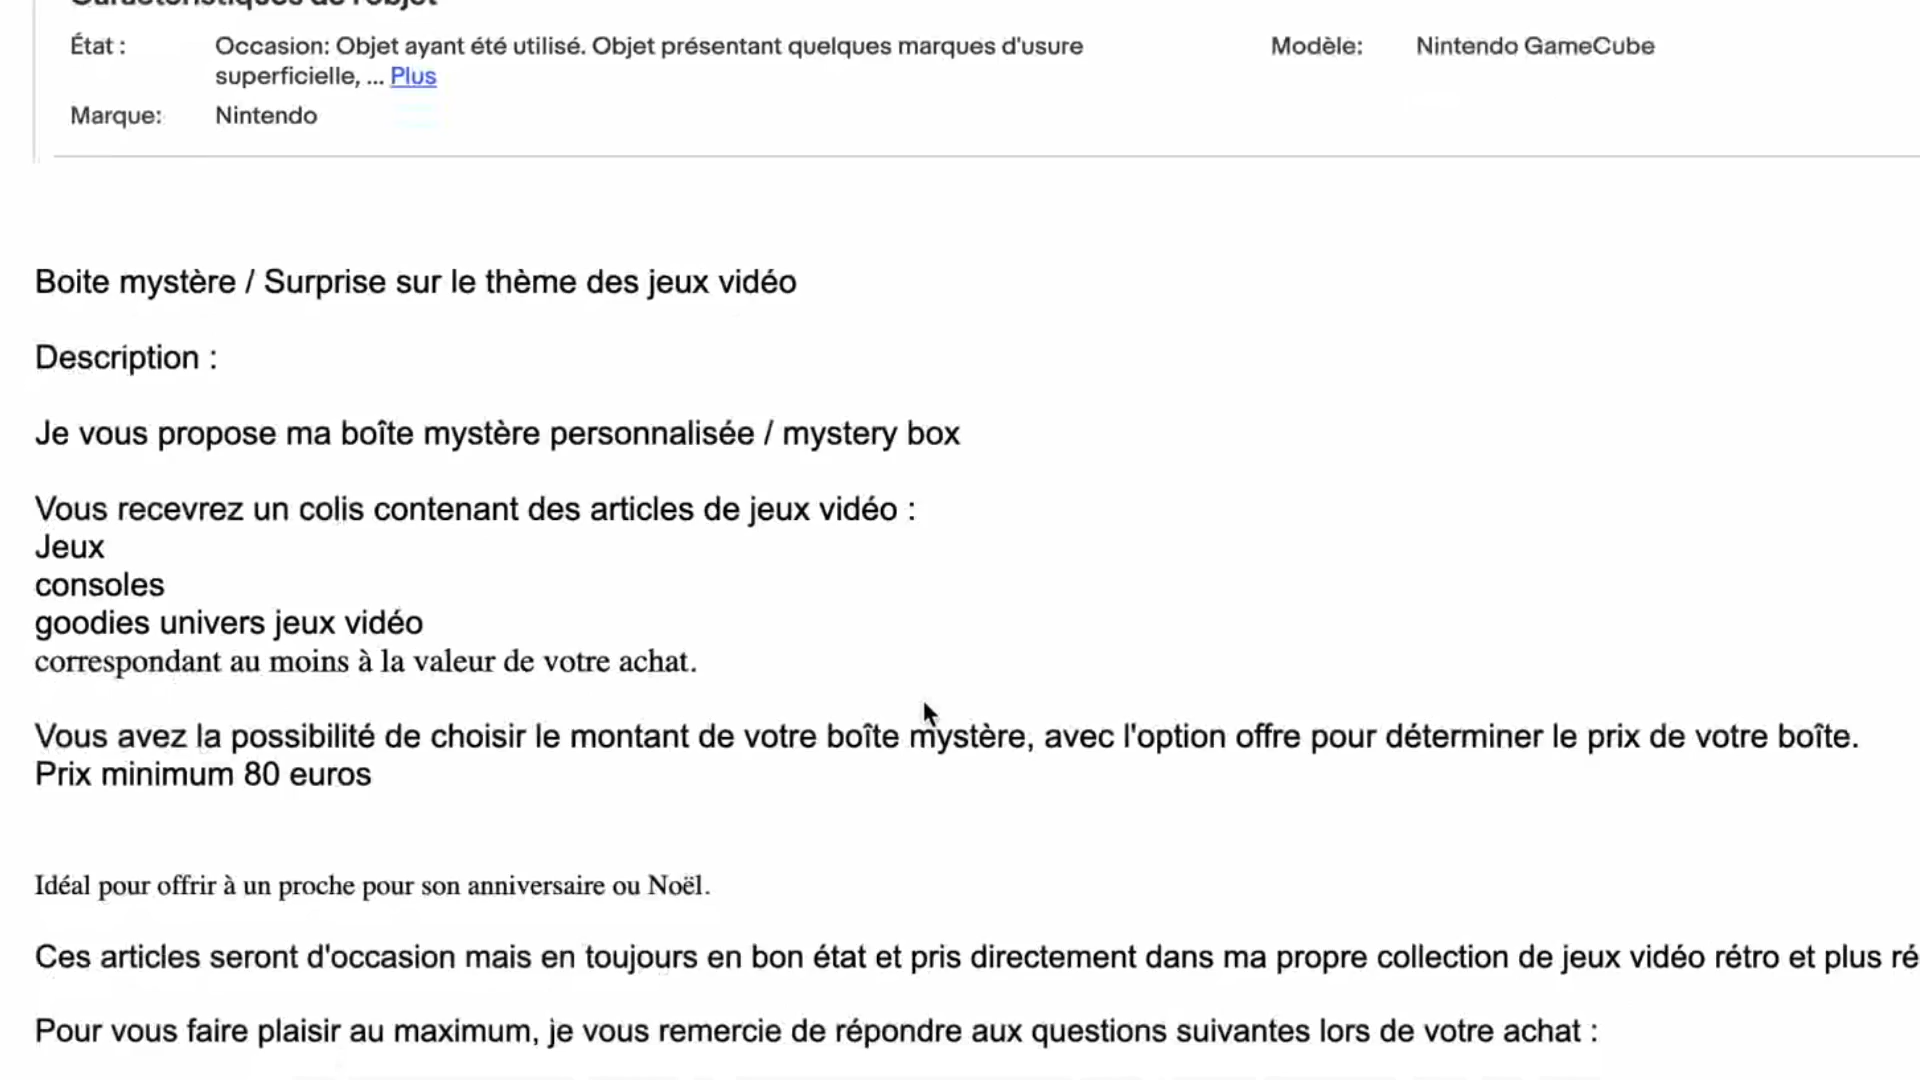 Caractéristiques de l'objet
État :
Occasion: Objet ayant été utilisé. Objet présentant quelques marques d'usure
superficielle, ... Plus
Modèle:
Nintendo GameCube
Marque:
Nintendo
Boite mystère / Surprise sur le thème des jeux vidéo
Description :
Je vous propose ma boîte mystère personnalisée / mystery box
Vous recevrez un colis contenant des articles de jeux vidéo :
Jeux
consoles
goodies univers jeux vidéo
correspondant au moins à la valeur de votre achat.
Vous avez la possibilité de choisir le montant de votre boîte mystère, avec l'option offre pour déterminer le prix de votre boîte.
Prix minimum 80 euros
Idéal pour offrir à un proche pour son anniversaire ou Noël.
Ces articles seront d'occasion mais en toujours en bon état et pris directement dans ma propre collection de jeux vidéo rétro et plus ré
Pour vous faire plaisir au maximum, je vous remercie de répondre aux questions suivantes lors de votre achat :